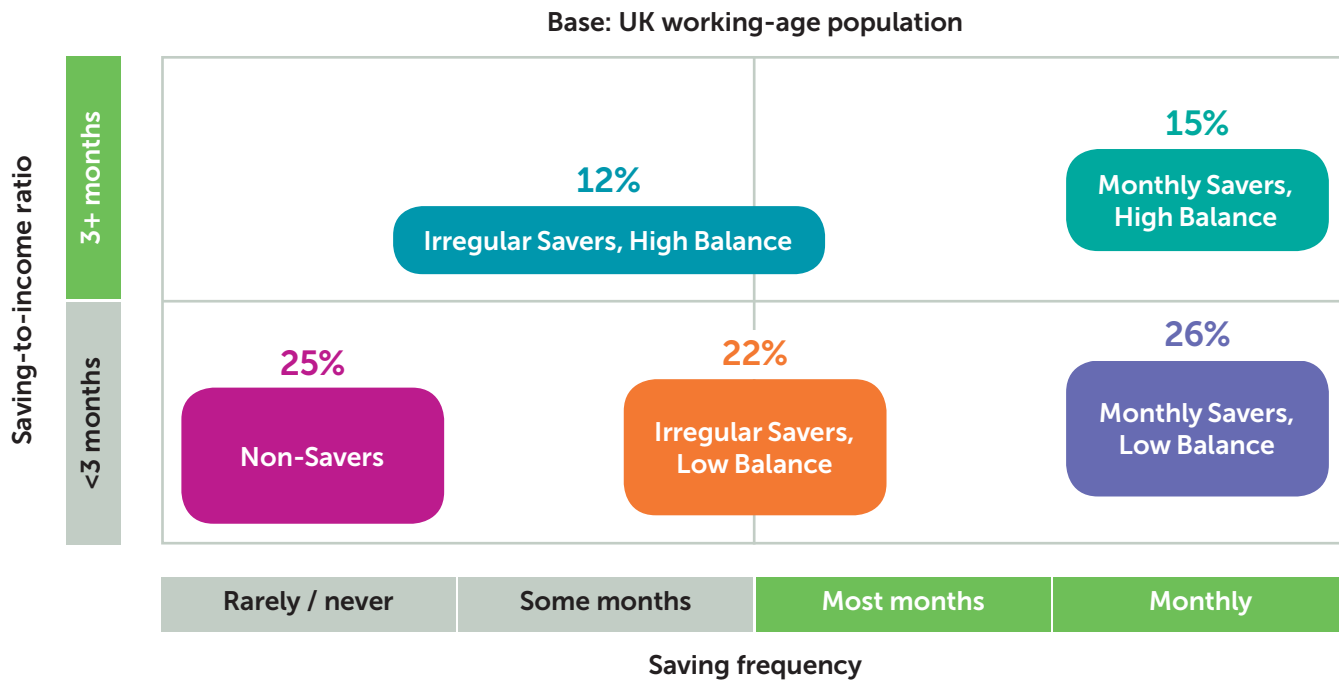 Base: UK working-age population
Saving-to-income ratio
3+ months
<3 months
12%
Irregular Savers, High Balance
15%
Monthly Savers,
High Balance
25%
Non-Savers
22%
Irregular Savers,
Low Balance
26%
Monthly Savers,
Low Balance
Rarely / never
Some months
Most months
Monthly
Saving frequency